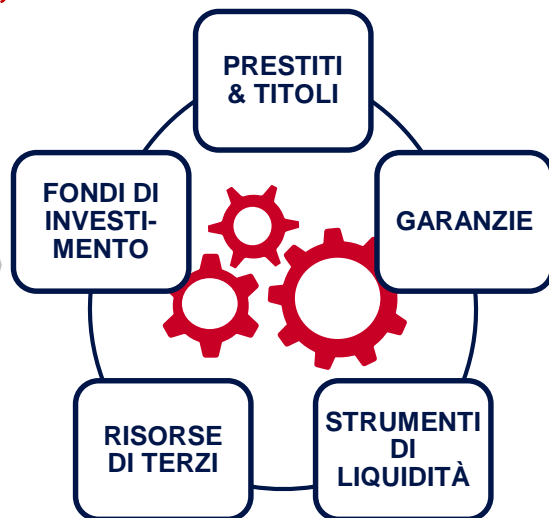 PRESTITI
& TITOLI
FONDI DI
INVESTI-
MENTO
GARANZIE
RISORSE
DI TERZI
STRUMENTI
DI
LIQUIDITÀ